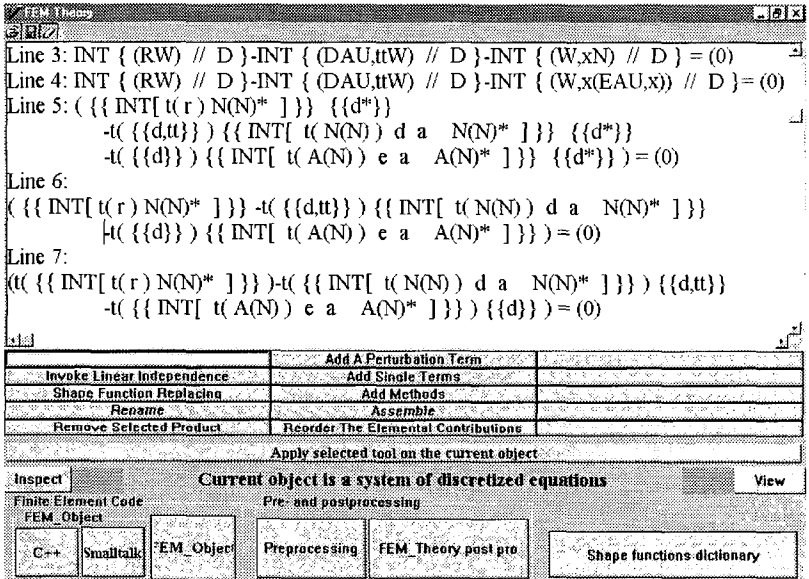 FEM Theory
Line 3: INT { (RW) // D }-INT { (DAU,ttW) // D }-INT { (W,xN) // D } = (0)
Line 4: INT { (RW) // D }-INT { (DAU,ttW) // D }-INT { (W,x(EAU,x)) // D }= (0)
Line 5: ( {{ INT[ t( r ) N(N)* ] }} {{d*}}
-t( {{d,tt}} ) {{ INT[ t( N(N) ) d a N(N)* ] }} {{d*}}
-t( {{d}} ) {{ INT[ t( A(N) ) e a A(N)* ] }} {{d*}} ) = (0)
Line 6:
( {{ INT[ t( r ) N(N)* ] }} -t( {{d,tt}} ) {{ INT[ t( N(N) ) d a N(N)* ] }}
-t( {{d}} ) {{ INT[ t( A(N) ) e a A(N)* ] }} ) = (0)
Line 7:
(t( {{ INT[ t( r ) N(N)* ] }} )-t( {{ INT[ t( N(N) ) d a N(N)* ] }} ) {{d,tt}}
-t( {{ INT[ t( A(N) ) e a A(N)* ] }} ) {{d}} ) = (0)
Add A Perturbation Term
Invoke Linear Independence Add Single Terms
Shape Function Replacing Add Methods
Rename Assemble
Remove Selected Product Reorder The Elemental Contributions
Apply selected tool on the current object
Inspect Current object is a system of discretized equations View
Finite Element Code Pre- and postprocessing
FEM_Object
C++ Smalltalk FEM_Object Preprocessing FEM_Theory post pro Shape functions dictionary